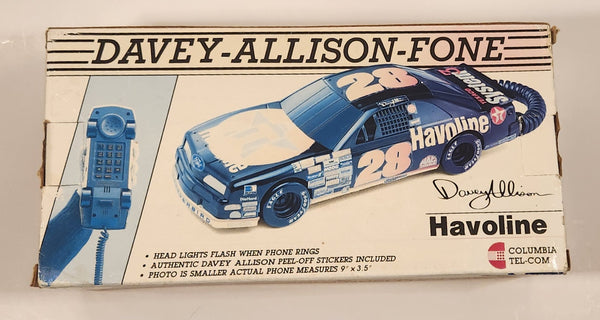 DAVEY-ALLISON-FONE
28
Havoline
28
Davey Allison
Havoline
COLUMBIA
TEL-COM
• HEAD LIGHTS FLASH WHEN PHONE RINGS
• AUTHENTIC DAVEY ALLISON PEEL-OFF STICKERS INCLUDED
• PHOTO IS SMALLER ACTUAL PHONE MEASURES 9" x 3.5"